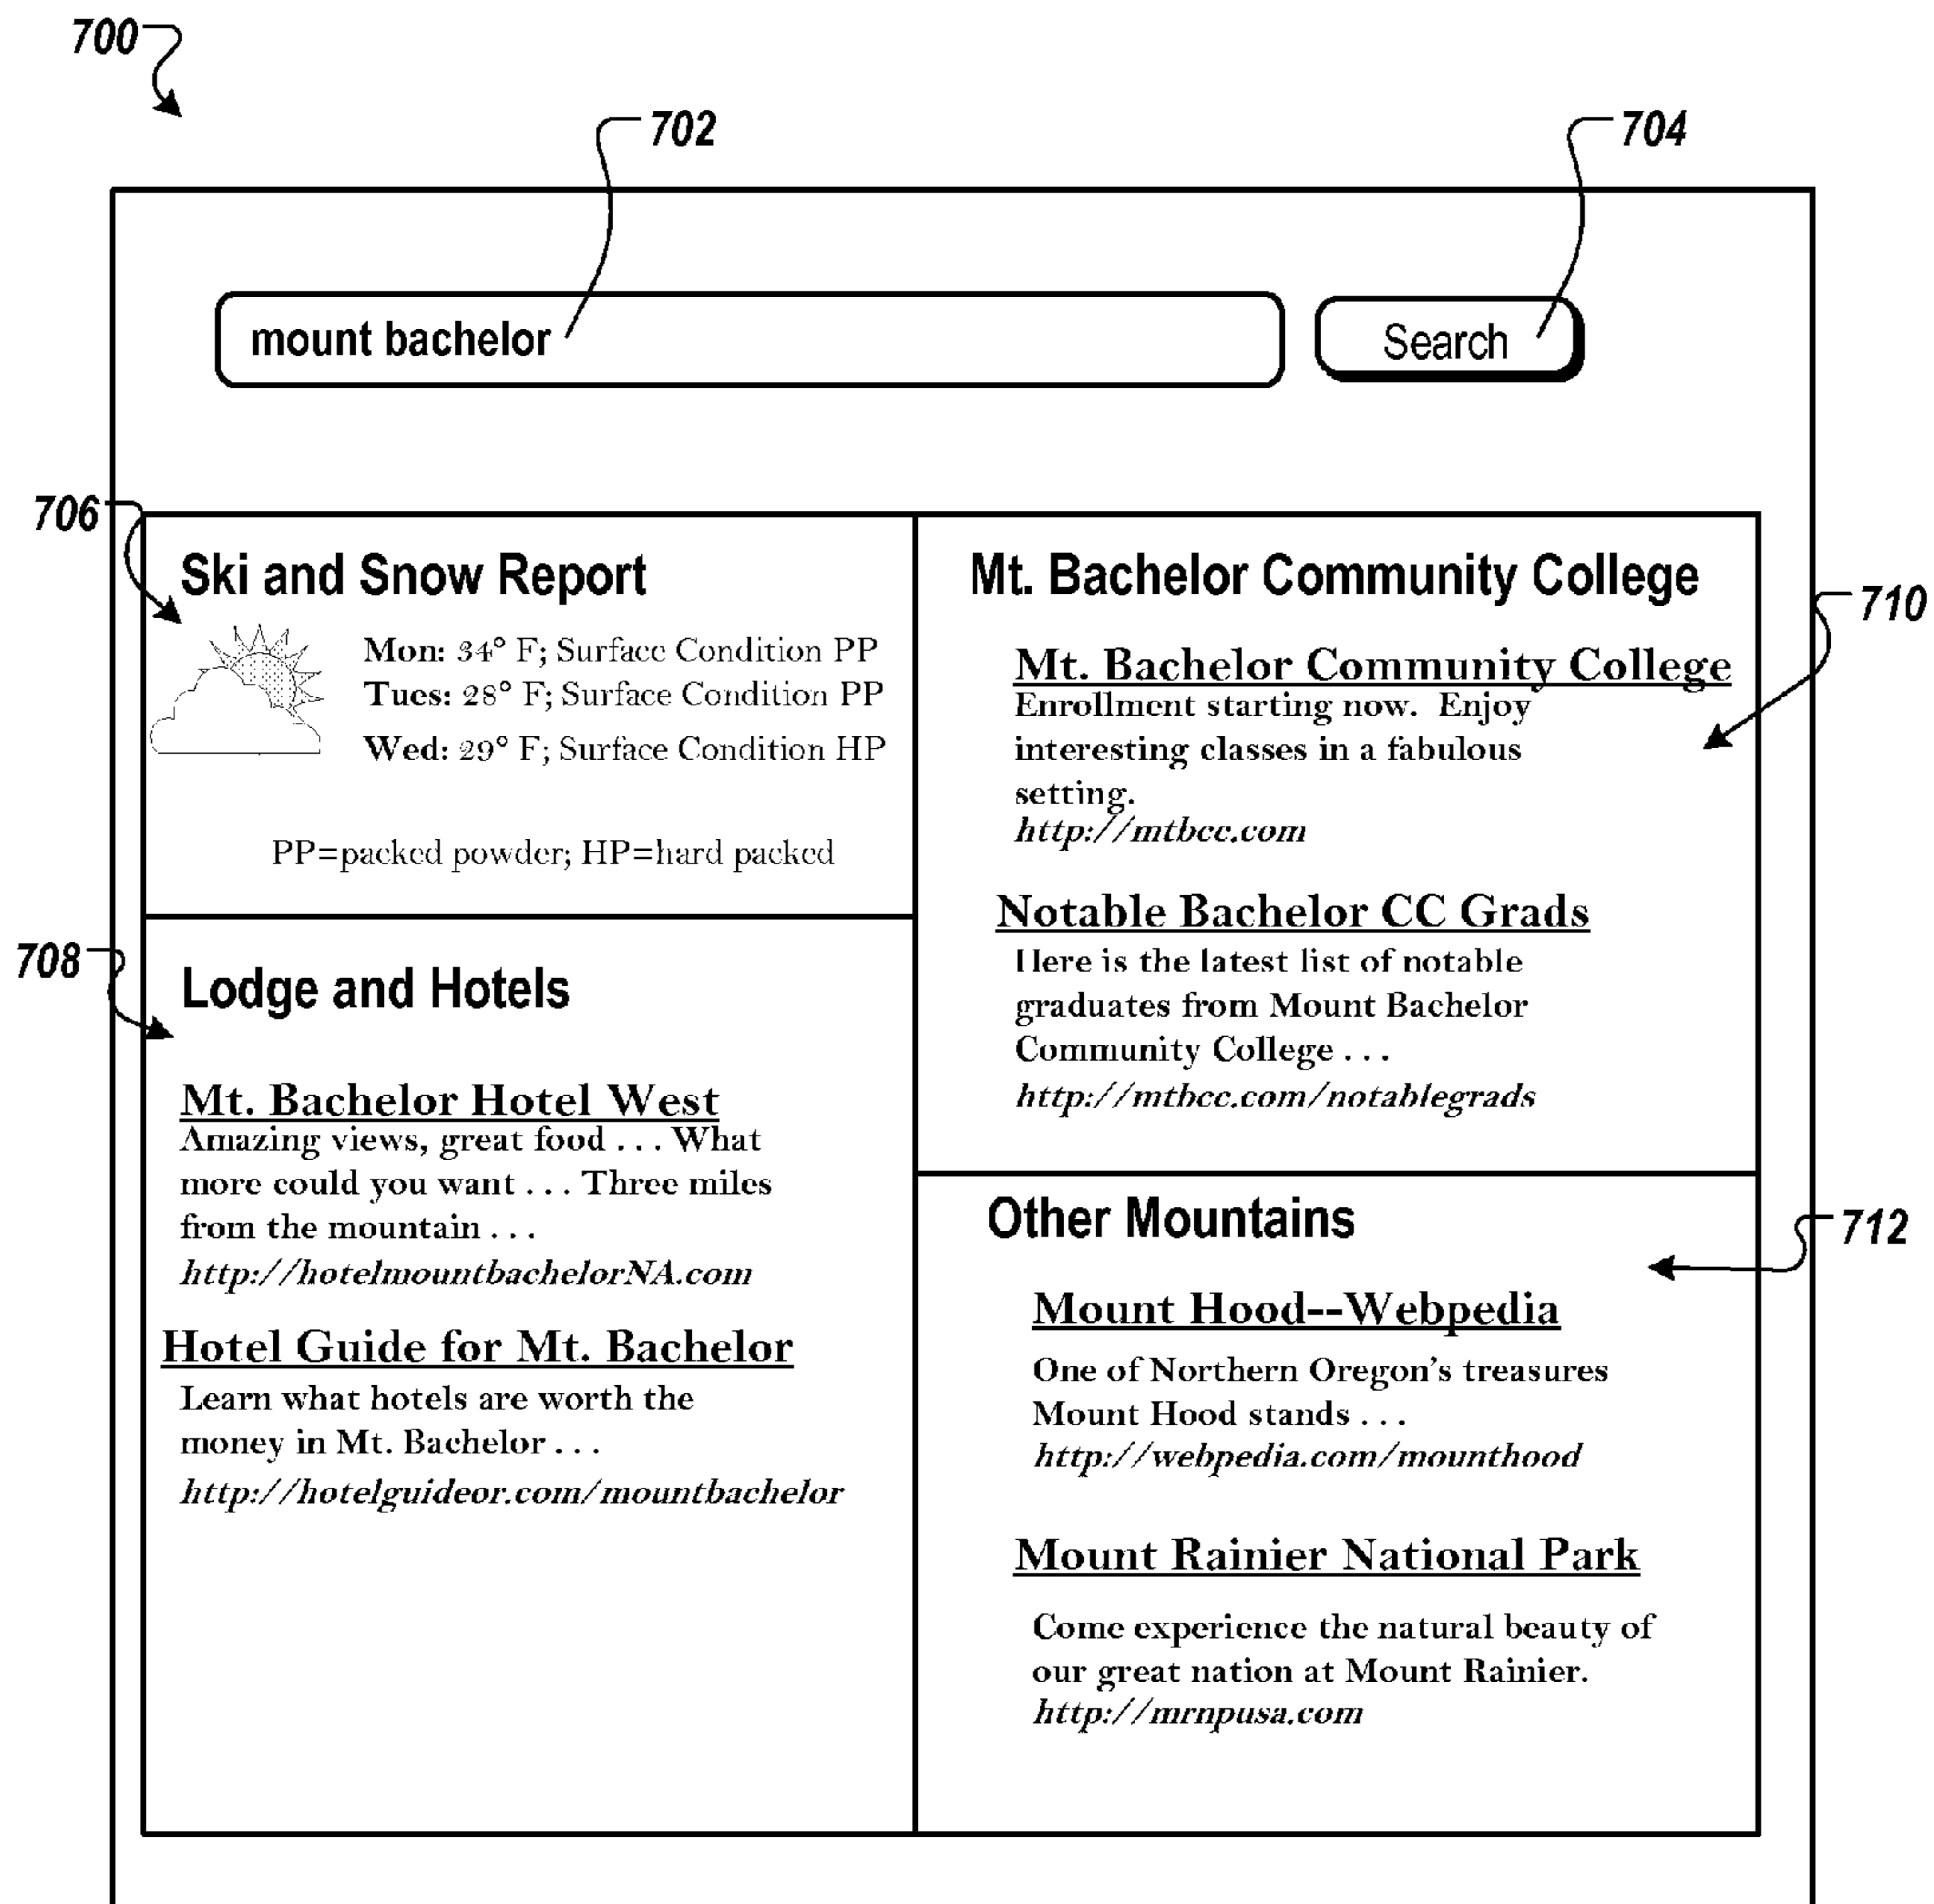 700
702
704
mount bachelor
Search
706
Ski and Snow Report
Mon: 34° F; Surface Condition PP
Tues: 28° F; Surface Condition PP
Wed: 29° F; Surface Condition HP
PP=packed powder; HP=hard packed
708
Lodge and Hotels
Mt. Bachelor Hotel West
Amazing views, great food . . . What
more could you want . . . Three miles
from the mountain . . .
http://hotelmountbachelorNA.com
Hotel Guide for Mt. Bachelor
Learn what hotels are worth the
money in Mt. Bachelor . . .
http://hotelguideor.com/mountbachelor
Mt. Bachelor Community College
710
Mt. Bachelor Community College
Enrollment starting now. Enjoy
interesting classes in a fabulous
setting.
http://mtbcc.com
Notable Bachelor CC Grads
Here is the latest list of notable
graduates from Mount Bachelor
Community College . . .
http://mtbcc.com/notablegrads
Other Mountains
712
Mount Hood--Webpedia
One of Northern Oregon's treasures
Mount Hood stands . . .
http://webpedia.com/mounthood
Mount Rainier National Park
Come experience the natural beauty of
our great nation at Mount Rainier.
http://mrnpusa.com